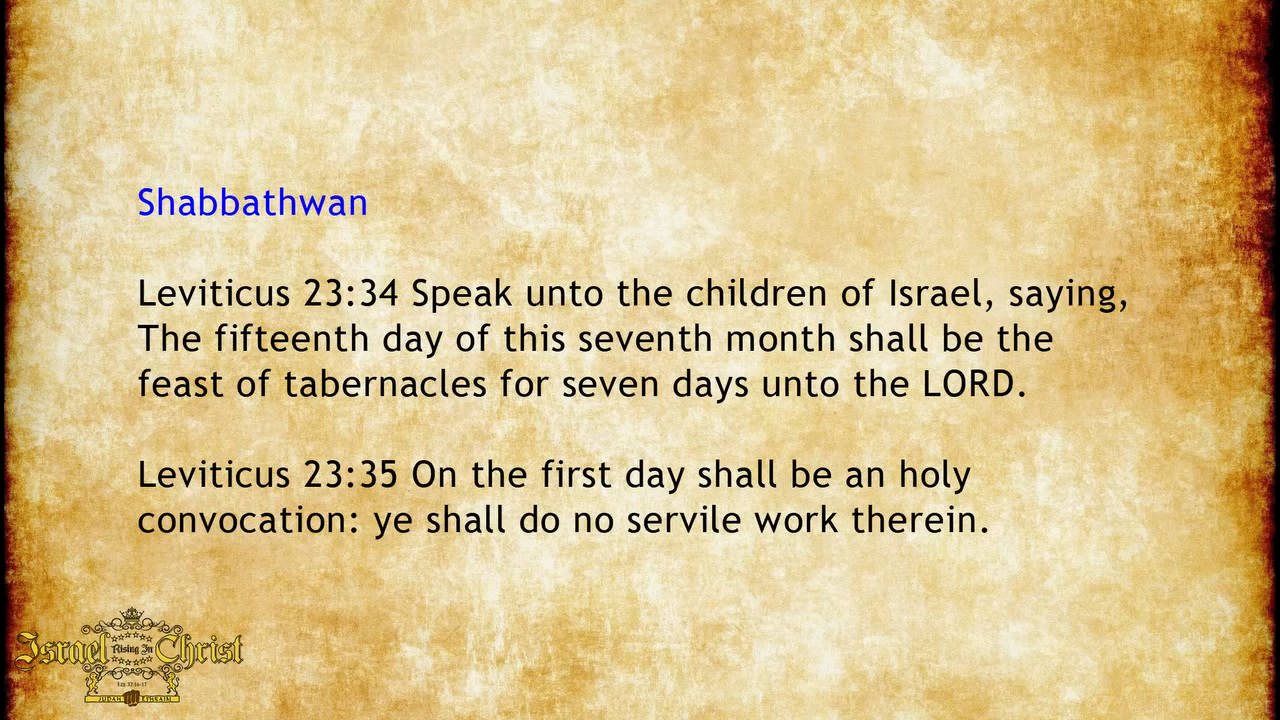 Shabbathwan
Leviticus 23:34 Speak unto the children of Israel, saying,
The fifteenth day of this seventh month shall be the
feast of tabernacles for seven days unto the LORD.
Leviticus 23:35 On the first day shall be an holy
convocation: ye shall do no servile work therein.
Israel Rising In Christ
JUDAH EPHRAIM